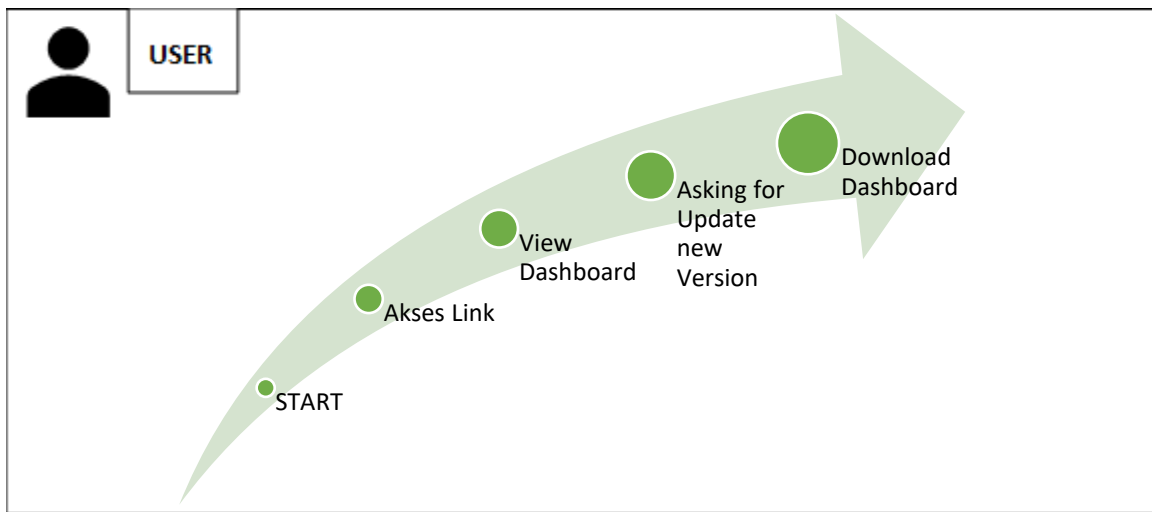 USER
START
Akses Link
View
Dashboard
Asking for
Update
new
Version
Download
Dashboard